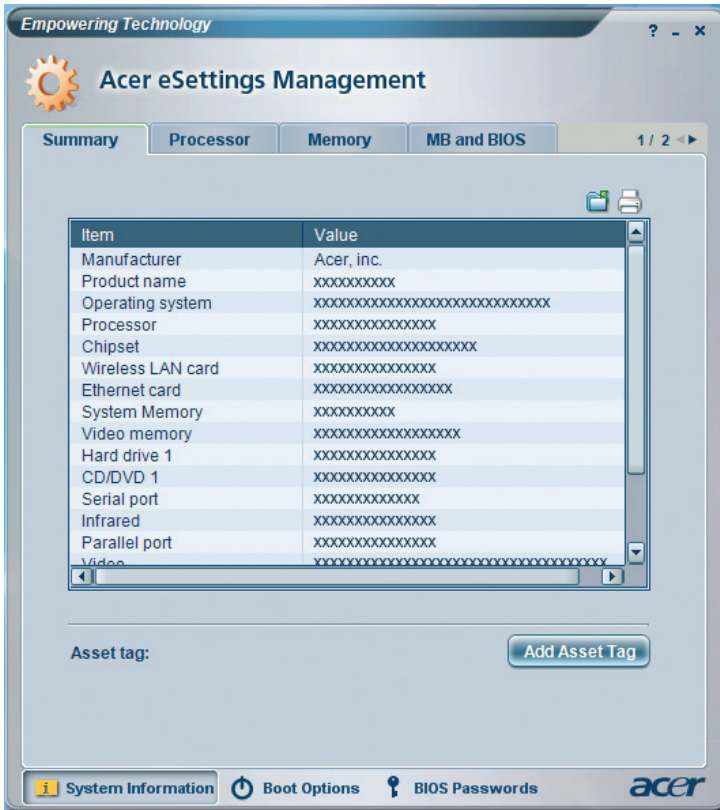 Empowering Technology
? - x
Acer eSettings Management
Summary Processor Memory MB and BIOS 1 / 2
Item Value
Manufacturer Acer, inc.
Product name xxxxxxxxxx
Operating system xxxxxxxxxxxxxxxxxxxxxxxxxxxxx
Processor xxxxxxxxxxxxxxx
Chipset xxxxxxxxxxxxxxxxxxxx
Wireless LAN card xxxxxxxxxxxxxxx
Ethernet card xxxxxxxxxxxxxxxxx
System Memory xxxxxxxxxx
Video memory xxxxxxxxxxxxxxxxxx
Hard drive 1 xxxxxxxxxxxxxxx
CD/DVD 1 xxxxxxxxxxxxxxx
Serial port xxxxxxxxxxxxx
Infrared xxxxxxxxxxxxxxx
Parallel port xxxxxxxxxxxxxxx
Video xxxxxxxxxxxxxxxxxxxxxxxxxxxxxxxxxxxx
Asset tag: Add Asset Tag
i System Information Boot Options BIOS Passwords acer